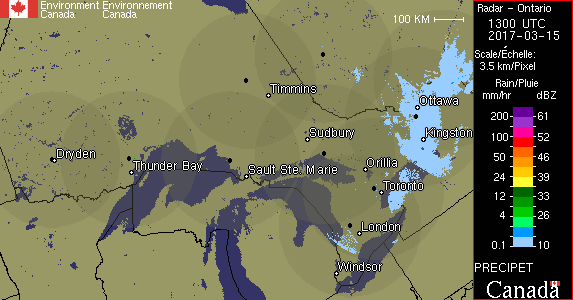 Environment Environnement
Canada Canada
100 KM
Timmins
Ottawa
Sudbury
Kingston
Dryden
Thunder Bay
Sault Ste. Marie
Orillia
Toronto
London
Windsor
Radar - Ontario
1300 UTC
2017-03-15
Scale/Échelle:
3.5 km/Pixel
Rain/Pluie
mm/hr dBZ
200 61
100 52
50 46
24 39
12 33
4 26
0.1 10
PRECIPET
Canada